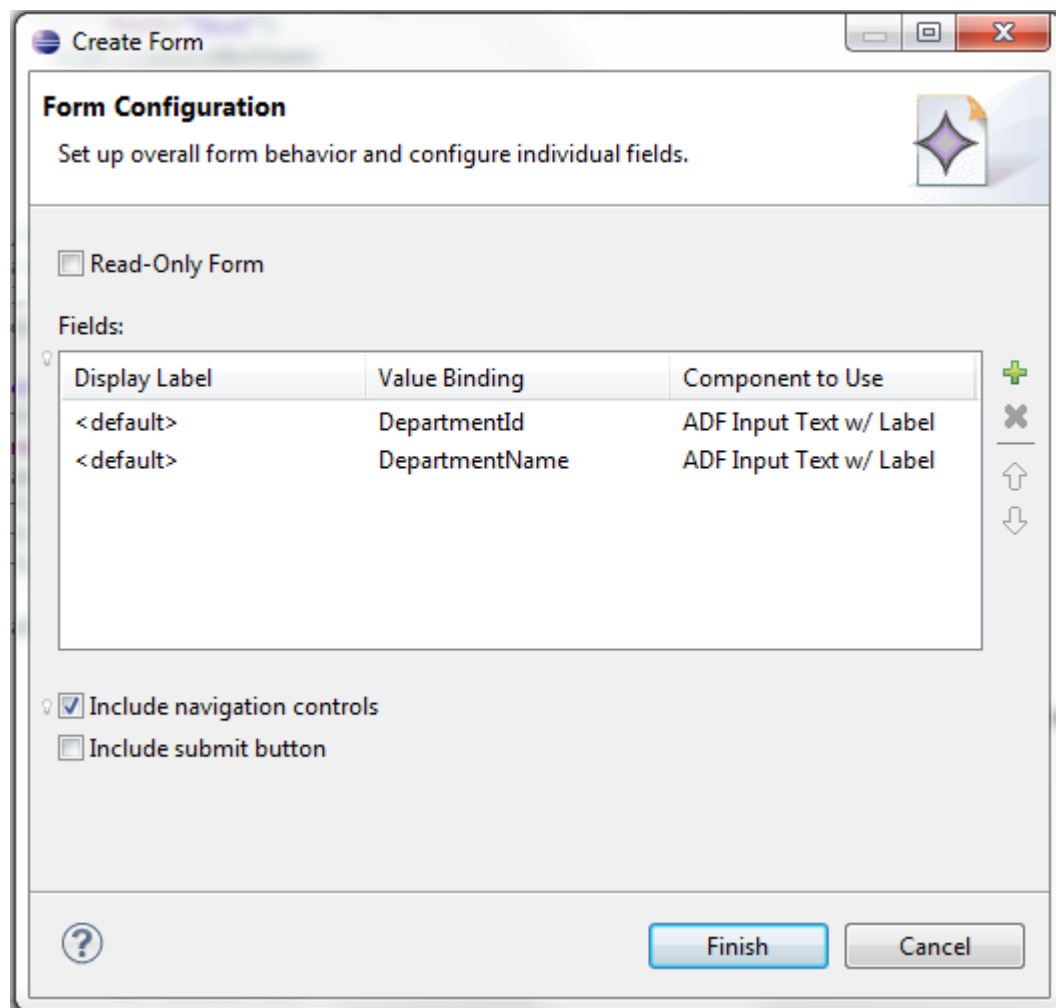 Create Form
Form Configuration
Set up overall form behavior and configure individual fields.
Read-Only Form
Fields:
Display Label Value Binding Component to Use
<default> DepartmentId ADF Input Text w/ Label
<default> DepartmentName ADF Input Text w/ Label
Include navigation controls
Include submit button
? Finish Cancel